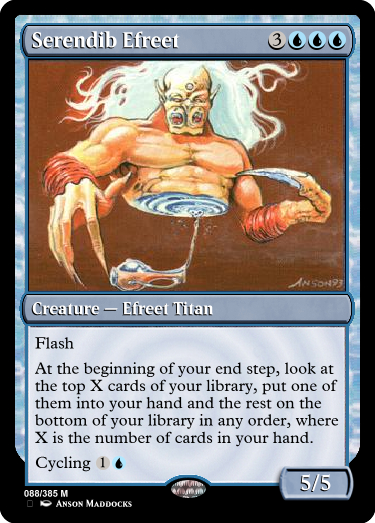 Serendib Efreet 3
ANSON93
Creature — Efreet Titan
Flash
At the beginning of your end step, look at
the top X cards of your library, put one of
them into your hand and the rest on the
bottom of your library in any order, where
X is the number of cards in your hand.
Cycling 1
5/5
088/385 M
ANSON MADDOCKS